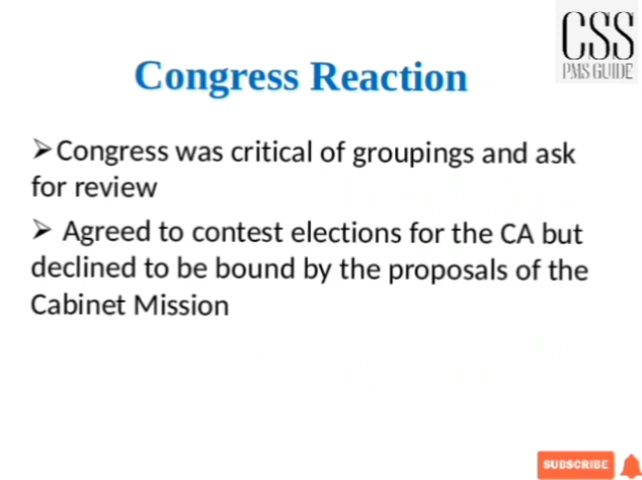 CSS
PMS GUIDE
Congress Reaction
➢Congress was critical of groupings and ask
for review
➢ Agreed to contest elections for the CA but
declined to be bound by the proposals of the
Cabinet Mission
SUBSCRIBE